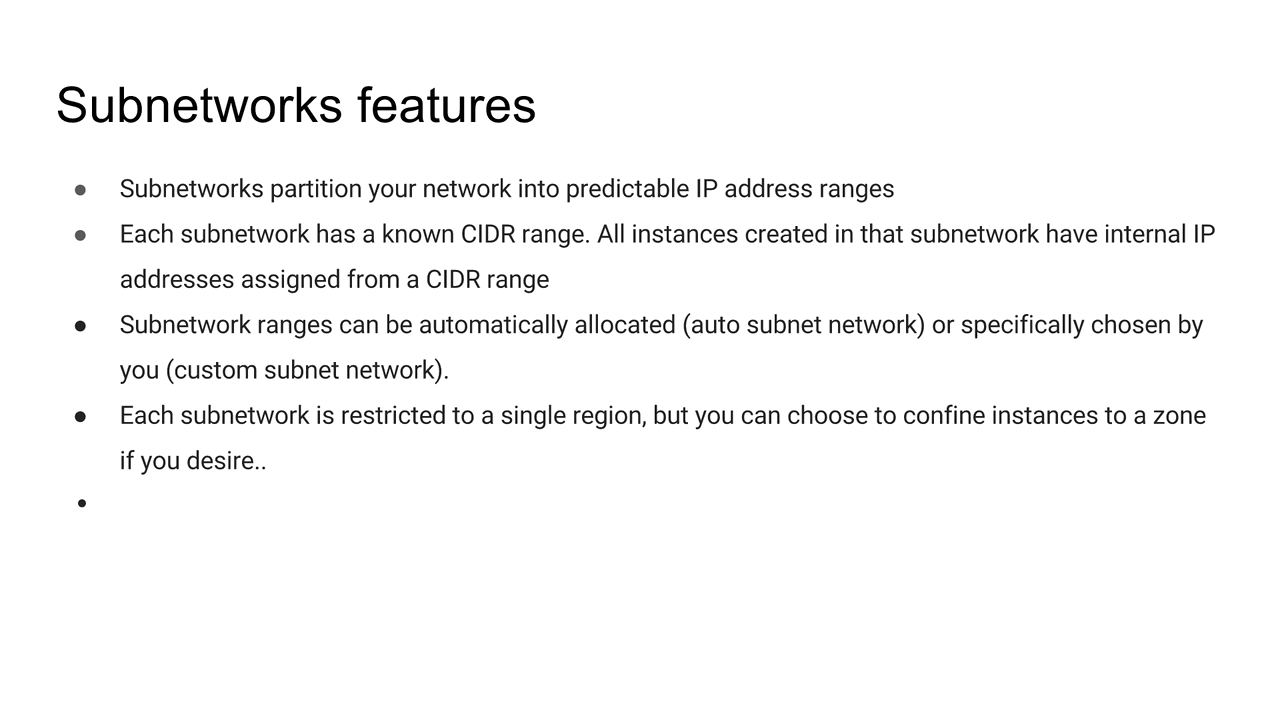 Subnetworks features
● Subnetworks partition your network into predictable IP address ranges
● Each subnetwork has a known CIDR range. All instances created in that subnetwork have internal IP
addresses assigned from a CIDR range
● Subnetwork ranges can be automatically allocated (auto subnet network) or specifically chosen by
you (custom subnet network).
● Each subnetwork is restricted to a single region, but you can choose to confine instances to a zone
if you desire..
●